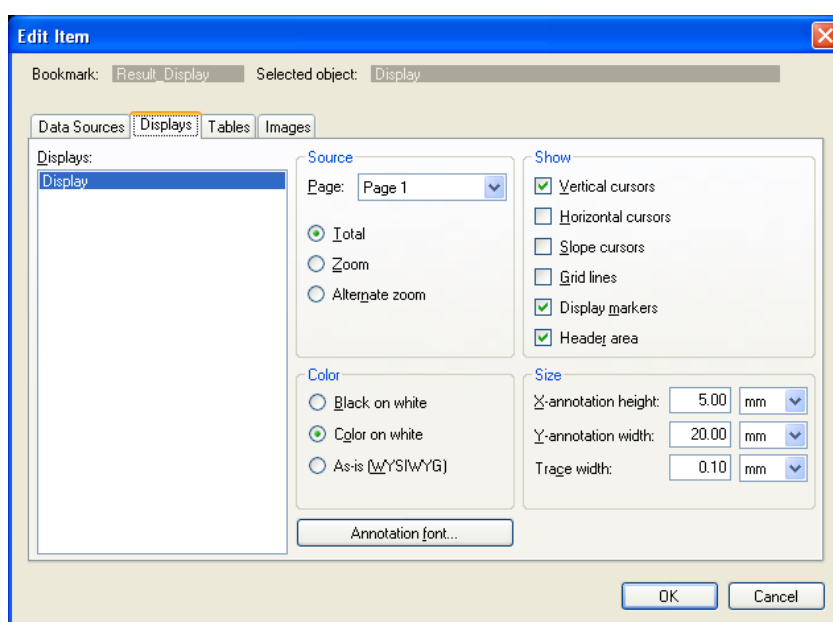 Edit Item
Bookmark: Result_Display Selected object: Display
Data Sources Displays Tables Images
Displays:
Display
Source
Page: Page 1
Total
Zoom
Alternate zoom
Show
Vertical cursors
Horizontal cursors
Slope cursors
Grid lines
Display markers
Header area
Color
Black on white
Color on white
As-is (WYSIWYG)
Size
X-annotation height: 5.00 mm
Y-annotation width: 20.00 mm
Trace width: 0.10 mm
Annotation font...
OK Cancel